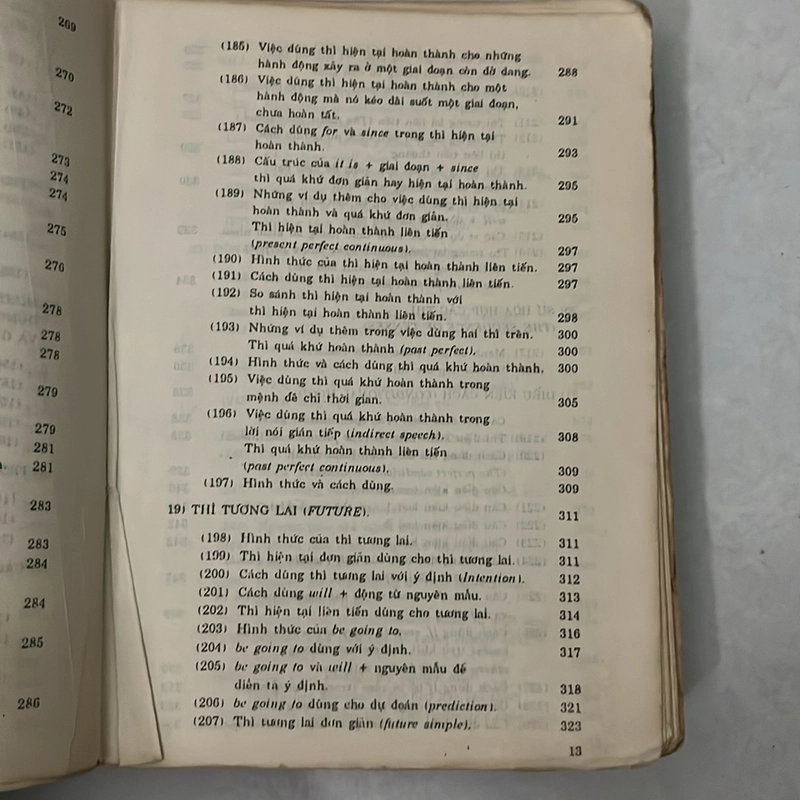 269
270
272
273
274
274
275
276
278
278
278
279
279
281
281
283
283
284
284
285
286
(185) Việc dùng thì hiện tại hoàn thành cho những
hành động xảy ra ở một giai đoạn còn dở dang. 288
(186) Việc dùng thì hiện tại hoàn thành cho một
hành động mà nó kéo dài suốt một giai đoạn,
chưa hoàn tất. 291
(187) Cách dùng for và since trong thì hiện tại
hoàn thành. 293
(188) Cấu trúc của it is + giai đoạn + since
thì quá khứ đơn giản hay hiện tại hoàn thành. 295
(189) Những ví dụ thêm cho việc dùng thì hiện tại
hoàn thành và quá khứ đơn giản. 295
Thì hiện tại hoàn thành liên tiến
(present perfect continuous). 297
(190) Hình thức của thì hiện tại hoàn thành liên tiến. 297
(191) Cách dùng thì hiện tại hoàn thành liên tiến. 297
(192) So sánh thì hiện tại hoàn thành với
thì hiện tại hoàn thành liên tiến. 298
(193) Những ví dụ thêm trong việc dùng hai thì trên. 300
Thì quá khứ hoàn thành (past perfect). 300
(194) Hình thức và cách dùng thì quá khứ hoàn thành. 300
(195) Việc dùng thì quá khứ hoàn thành trong
mệnh đề chỉ thời gian. 305
(196) Việc dùng thì quá khứ hoàn thành trong
lời nói gián tiếp (indirect speech). 308
Thì quá khứ hoàn thành liên tiến
(past perfect continuous). 309
(197) Hình thức và cách dùng. 309
19) THÌ TƯƠNG LAI (FUTURE). 311
(198) Hình thức của thì tương lai. 311
(199) Thì hiện tại đơn giản dùng cho thì tương lai. 311
(200) Cách dùng thì tương lai với ý định (Intention). 312
(201) Cách dùng will + động từ nguyên mẫu. 313
(202) Thì hiện tại liên tiến dùng cho tương lai. 314
(203) Hình thức của be going to. 316
(204) be going to dùng với ý định. 317
(205) be going to và will + nguyên mẫu để
diễn tả ý định. 318
(206) be going to dùng cho dự đoán (prediction). 321
(207) Thì tương lai đơn giản (future simple). 323
13